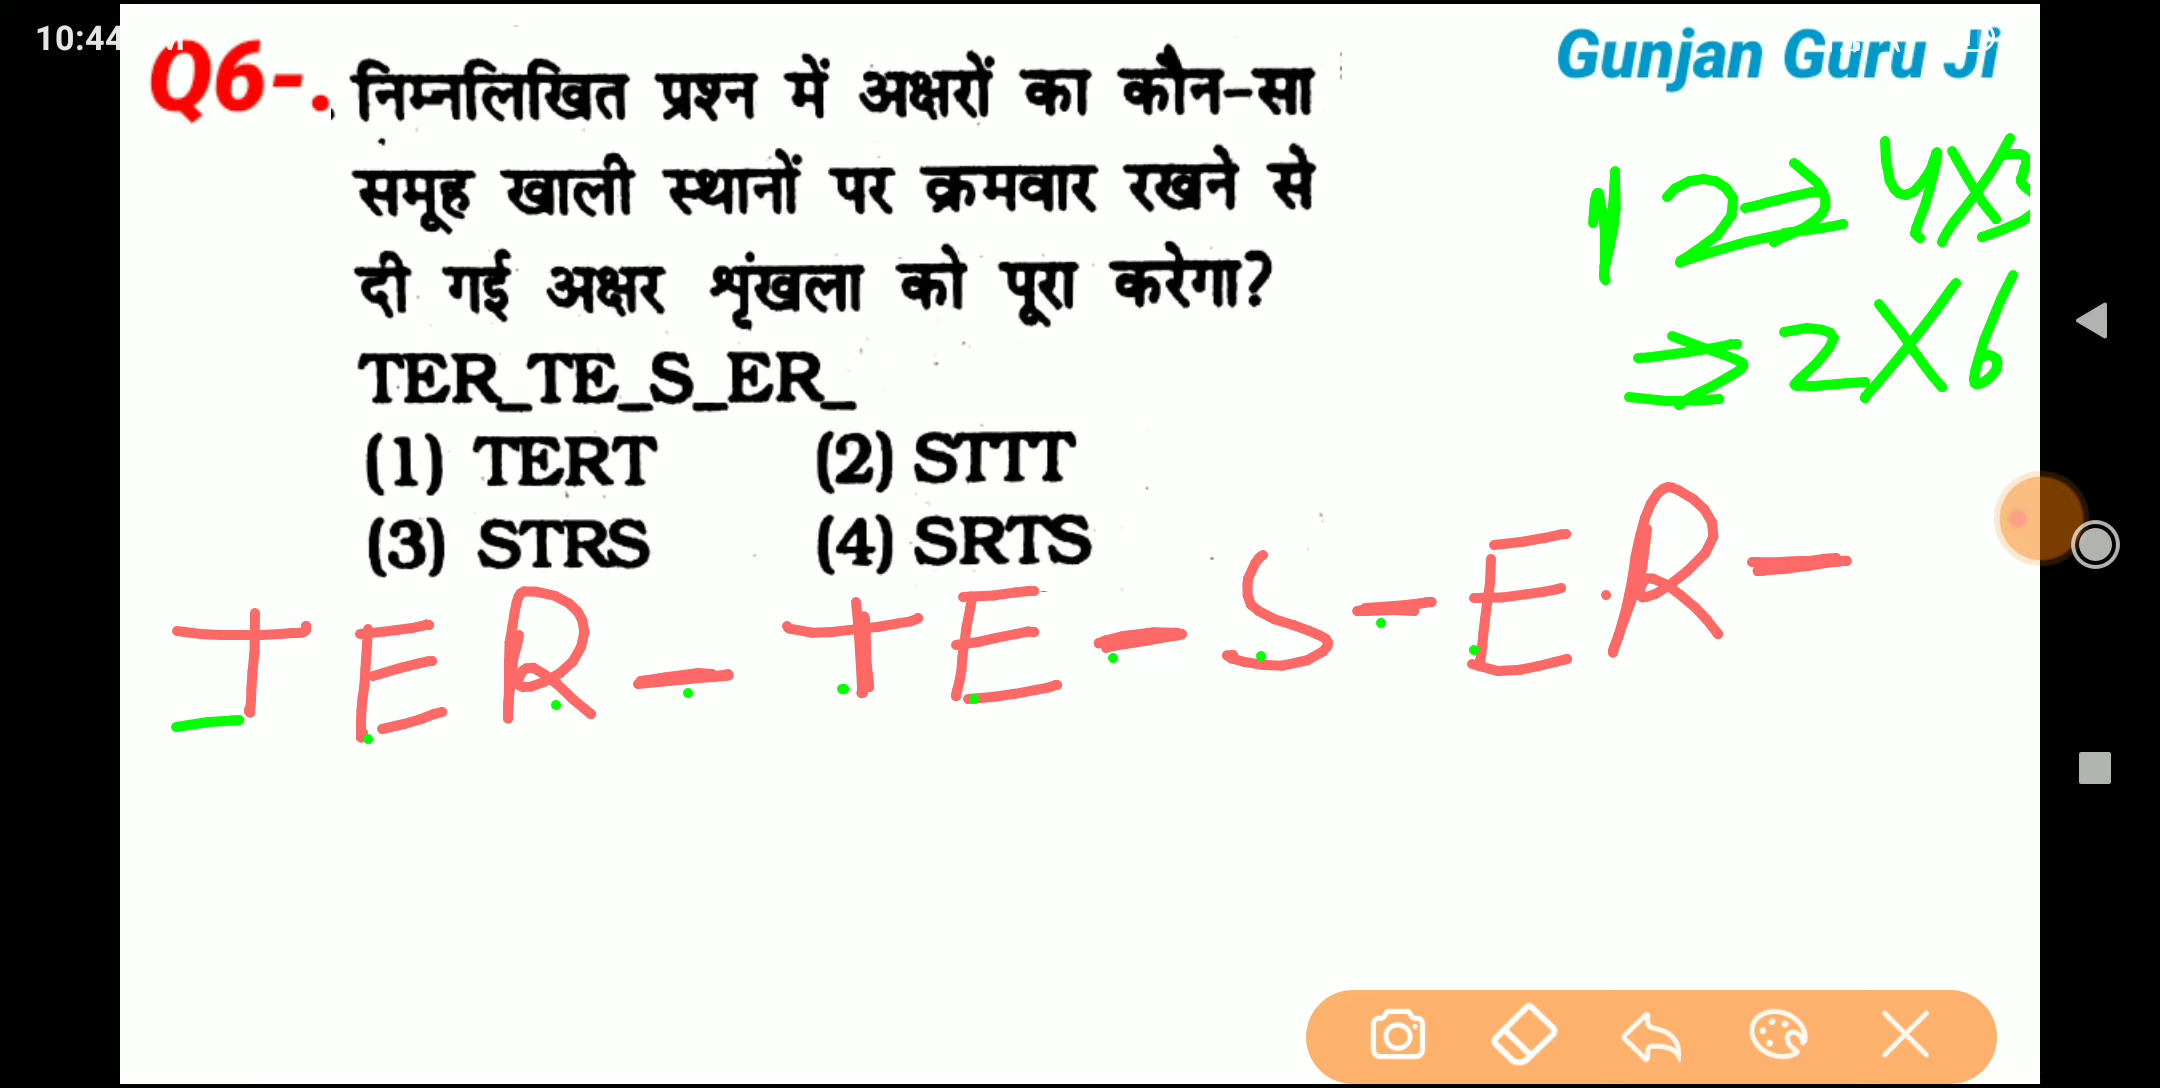 10:44
Q6-. निम्नलिखित प्रश्न में अक्षरों का कौन-सा
समूह खाली स्थानों पर क्रमवार रखने से
दी गई अक्षर शृंखला को पूरा करेगा?
TER_TE_S_ER_
(1) TERT (2) STTT
(3) STRS (4) SRTS
Gunjan Guru Ji
12 ⇒ 4X3
⇒ 2X6
TER - TE - S - ER -